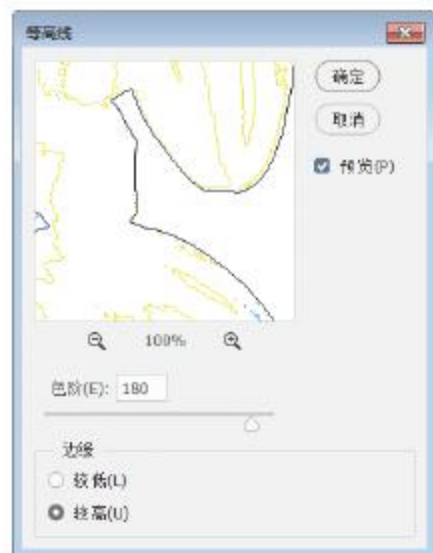 等高线
确定
取消
预览(P)
100%
色阶(E): 180
边缘
较低(L)
较高(U)